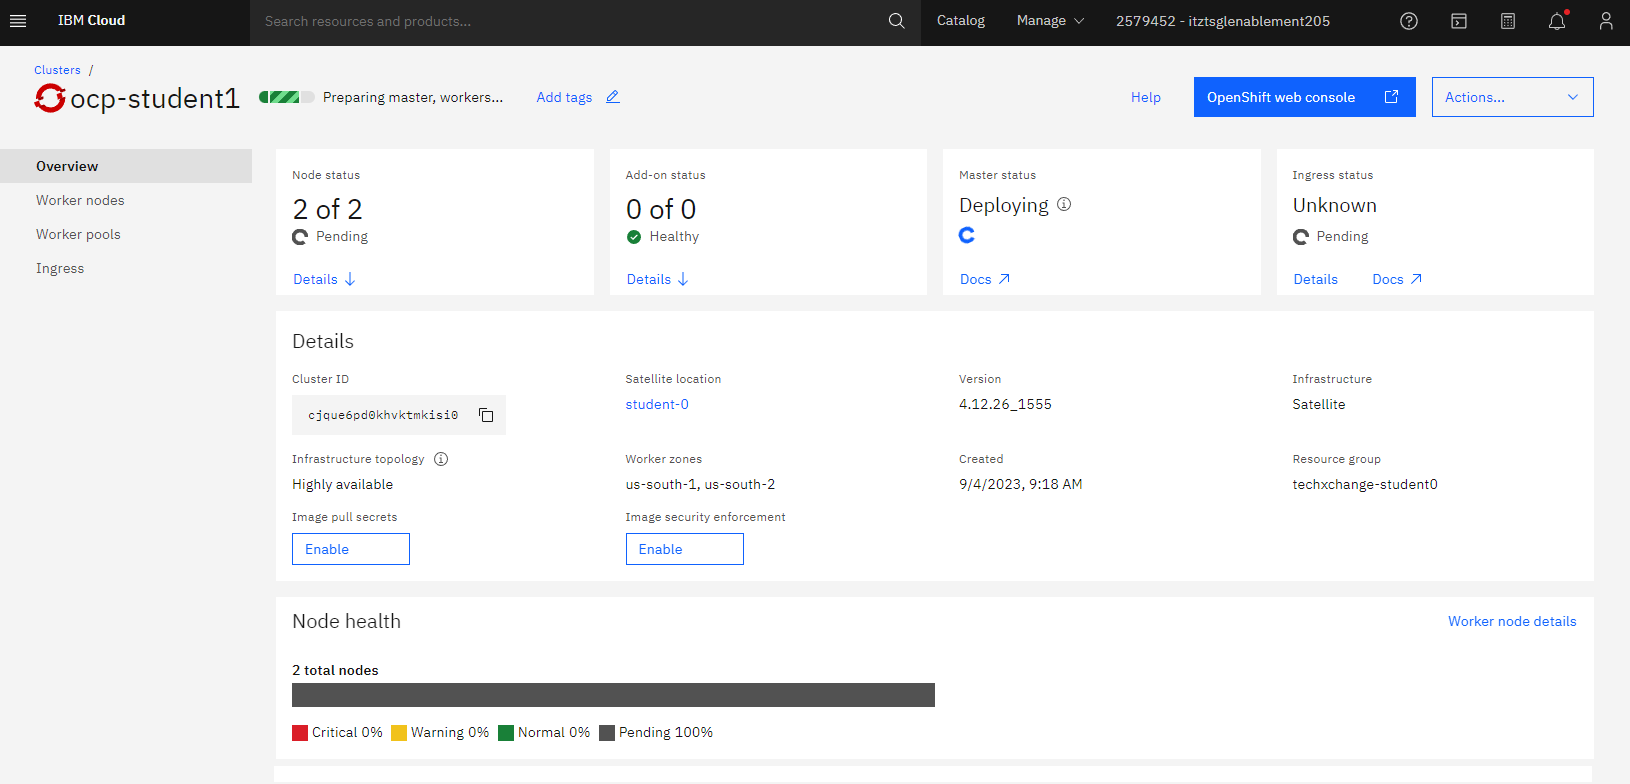 IBM Cloud
Search resources and products...
Catalog
Manage
2579452 - itztsglenablement205
Clusters /
ocp-student1
Preparing master, workers...
Add tags
Help
OpenShift web console
Actions...
Overview
Worker nodes
Worker pools
Ingress
Node status
2 of 2
Pending
Details
Add-on status
0 of 0
Healthy
Details
Master status
Deploying
Docs
Ingress status
Unknown
Pending
Details
Docs
Details
Cluster ID
cjque6pd0khvktmkisi0
Satellite location
student-0
Version
4.12.26_1555
Infrastructure
Satellite
Infrastructure topology
Highly available
Worker zones
us-south-1, us-south-2
Created
9/4/2023, 9:18 AM
Resource group
techxchange-student0
Image pull secrets
Enable
Image security enforcement
Enable
Node health
Worker node details
2 total nodes
Critical 0%
Warning 0%
Normal 0%
Pending 100%